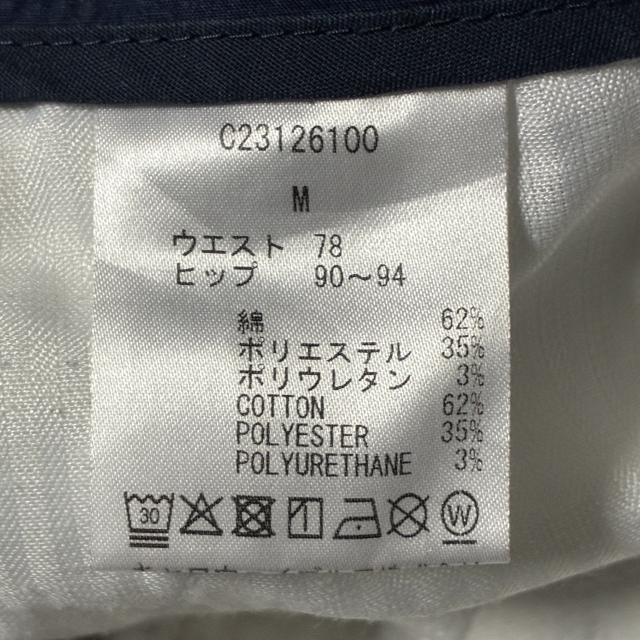 C23126100
M
ウエスト 78
ヒップ 90～94
綿 62%
ポリエステル 35%
ポリウレタン 3%
COTTON 62%
POLYESTER 35%
POLYURETHANE 3%
30
W